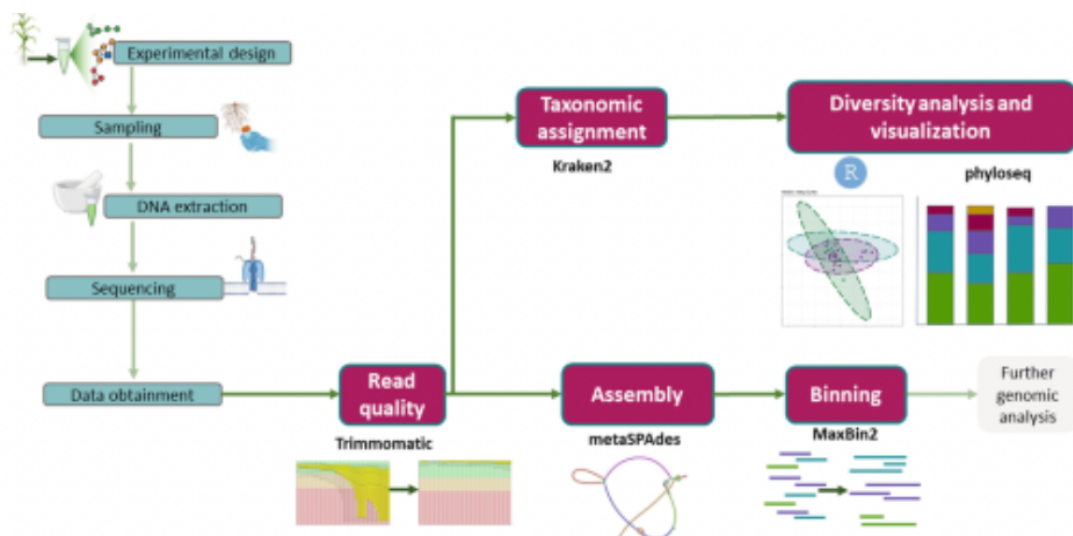 Experimental design
Sampling
DNA extraction
Sequencing
Data obtainment
Read
quality
Trimmomatic
Taxonomic
assignment
Kraken2
Diversity analysis and
visualization
R
phyloseq
Assembly
metaSPAdes
Binning
MaxBin2
Further
genomic
analysis